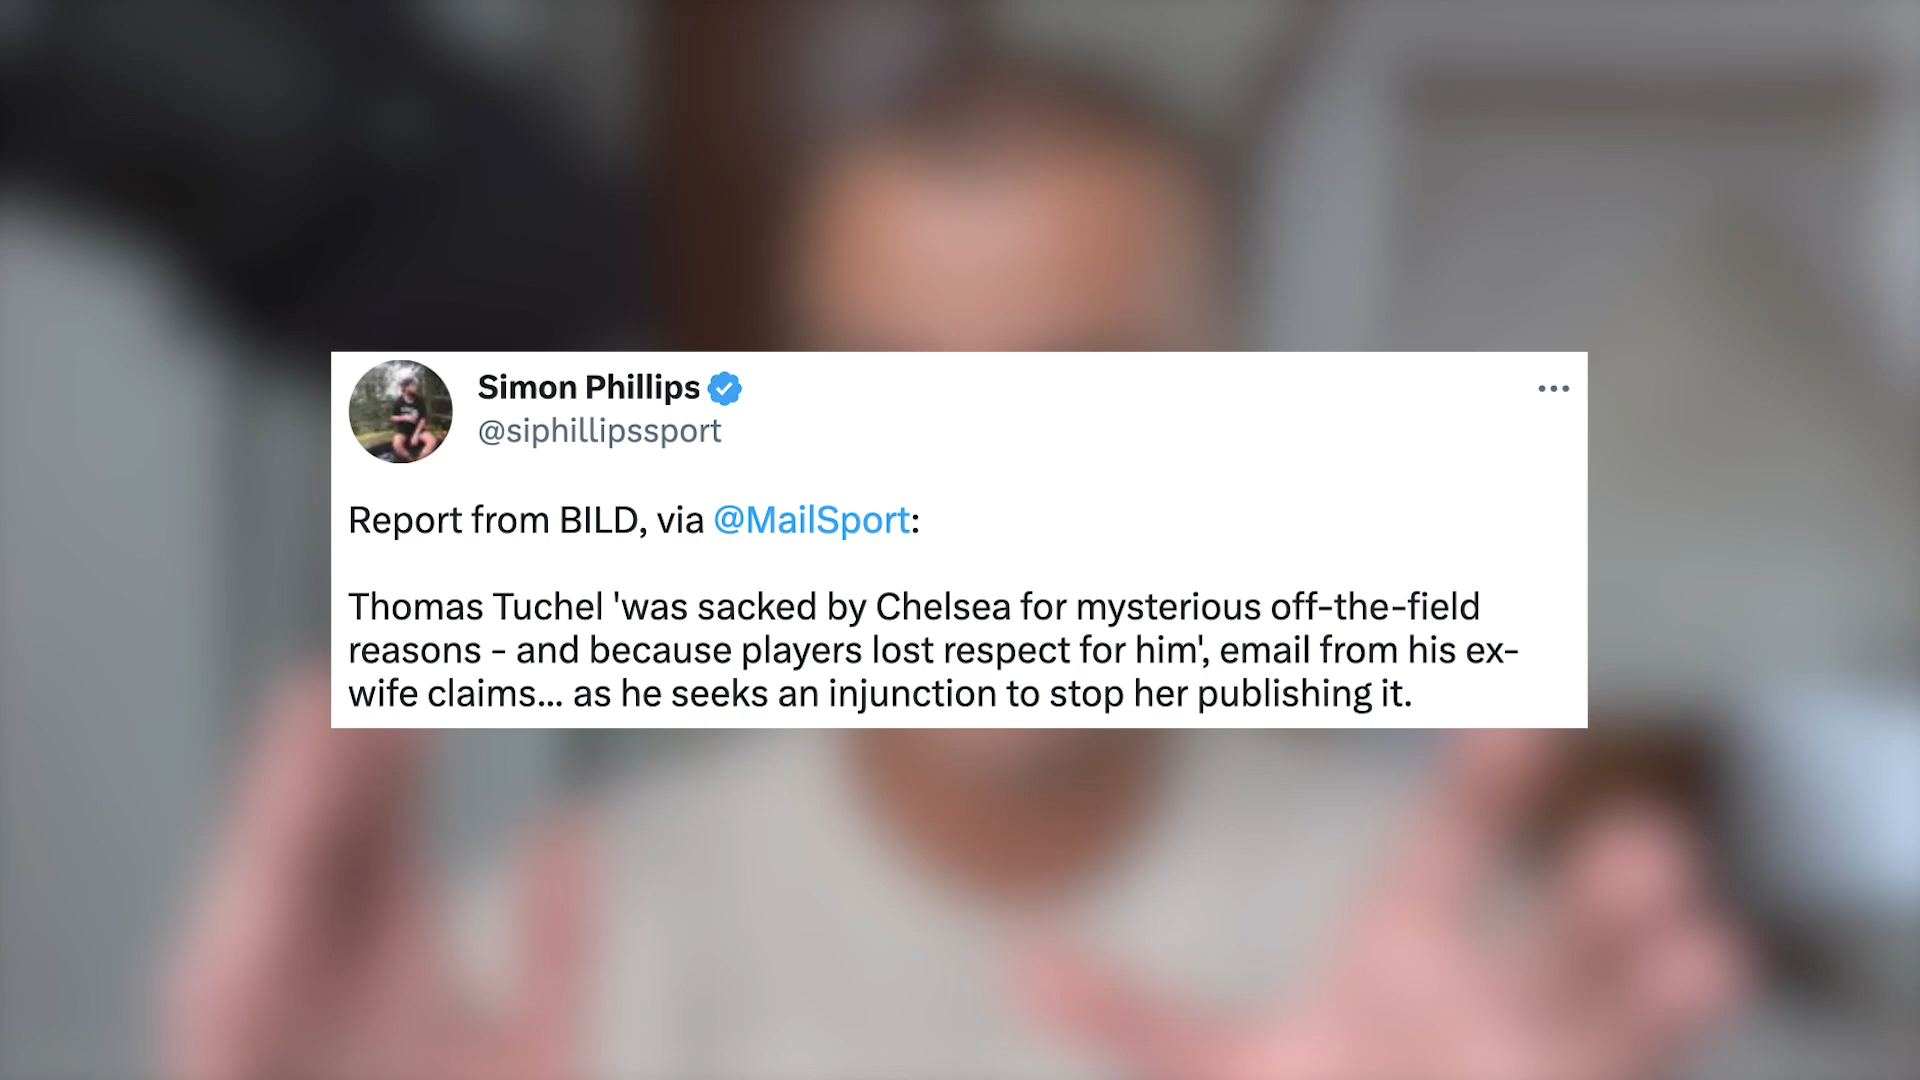 Simon Phillips
@siphillipssport
Report from BILD, via @MailSport:
Thomas Tuchel 'was sacked by Chelsea for mysterious off-the-field
reasons - and because players lost respect for him', email from his ex-
wife claims... as he seeks an injunction to stop her publishing it.